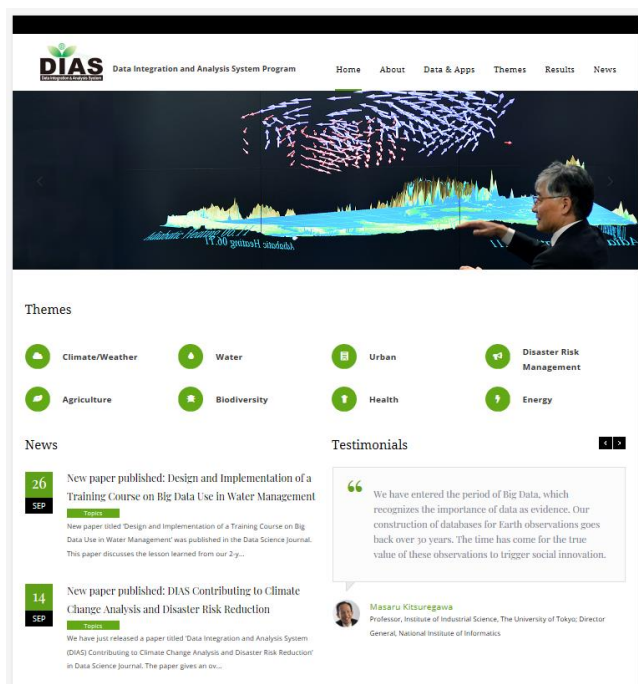 DIAS
Data Integration & Analysis System
Data Integration and Analysis System Program
Home About Data & Apps Themes Results News
Adiabatic Heating 06.11
Themes
Climate/Weather
Water
Urban
Disaster Risk
Management
Agriculture
Biodiversity
Health
Energy
News
26
SEP
New paper published: Design and Implementation of a
Training Course on Big Data Use in Water Management
Topics
New paper titled 'Design and Implementation of a Training Course on Big
Data Use in Water Management' was published in the Data Science Journal.
This paper discusses the lesson learned from our 2-y...
14
SEP
New paper published: DIAS Contributing to Climate
Change Analysis and Disaster Risk Reduction
Topics
We have just released a paper titled 'Data Integration and Analysis System
(DIAS) Contributing to Climate Change Analysis and Disaster Risk Reduction'
in Data Science Journal. The paper gives an ov...
Testimonials
We have entered the period of Big Data, which
recognizes the importance of data as evidence. Our
construction of databases for Earth observations goes
back over 30 years. The time has come for the true
value of these observations to trigger social innovation.
Masaru Kitsuregawa
Professor, Institute of Industrial Science, The University of Tokyo; Director
General, National Institute of Informatics